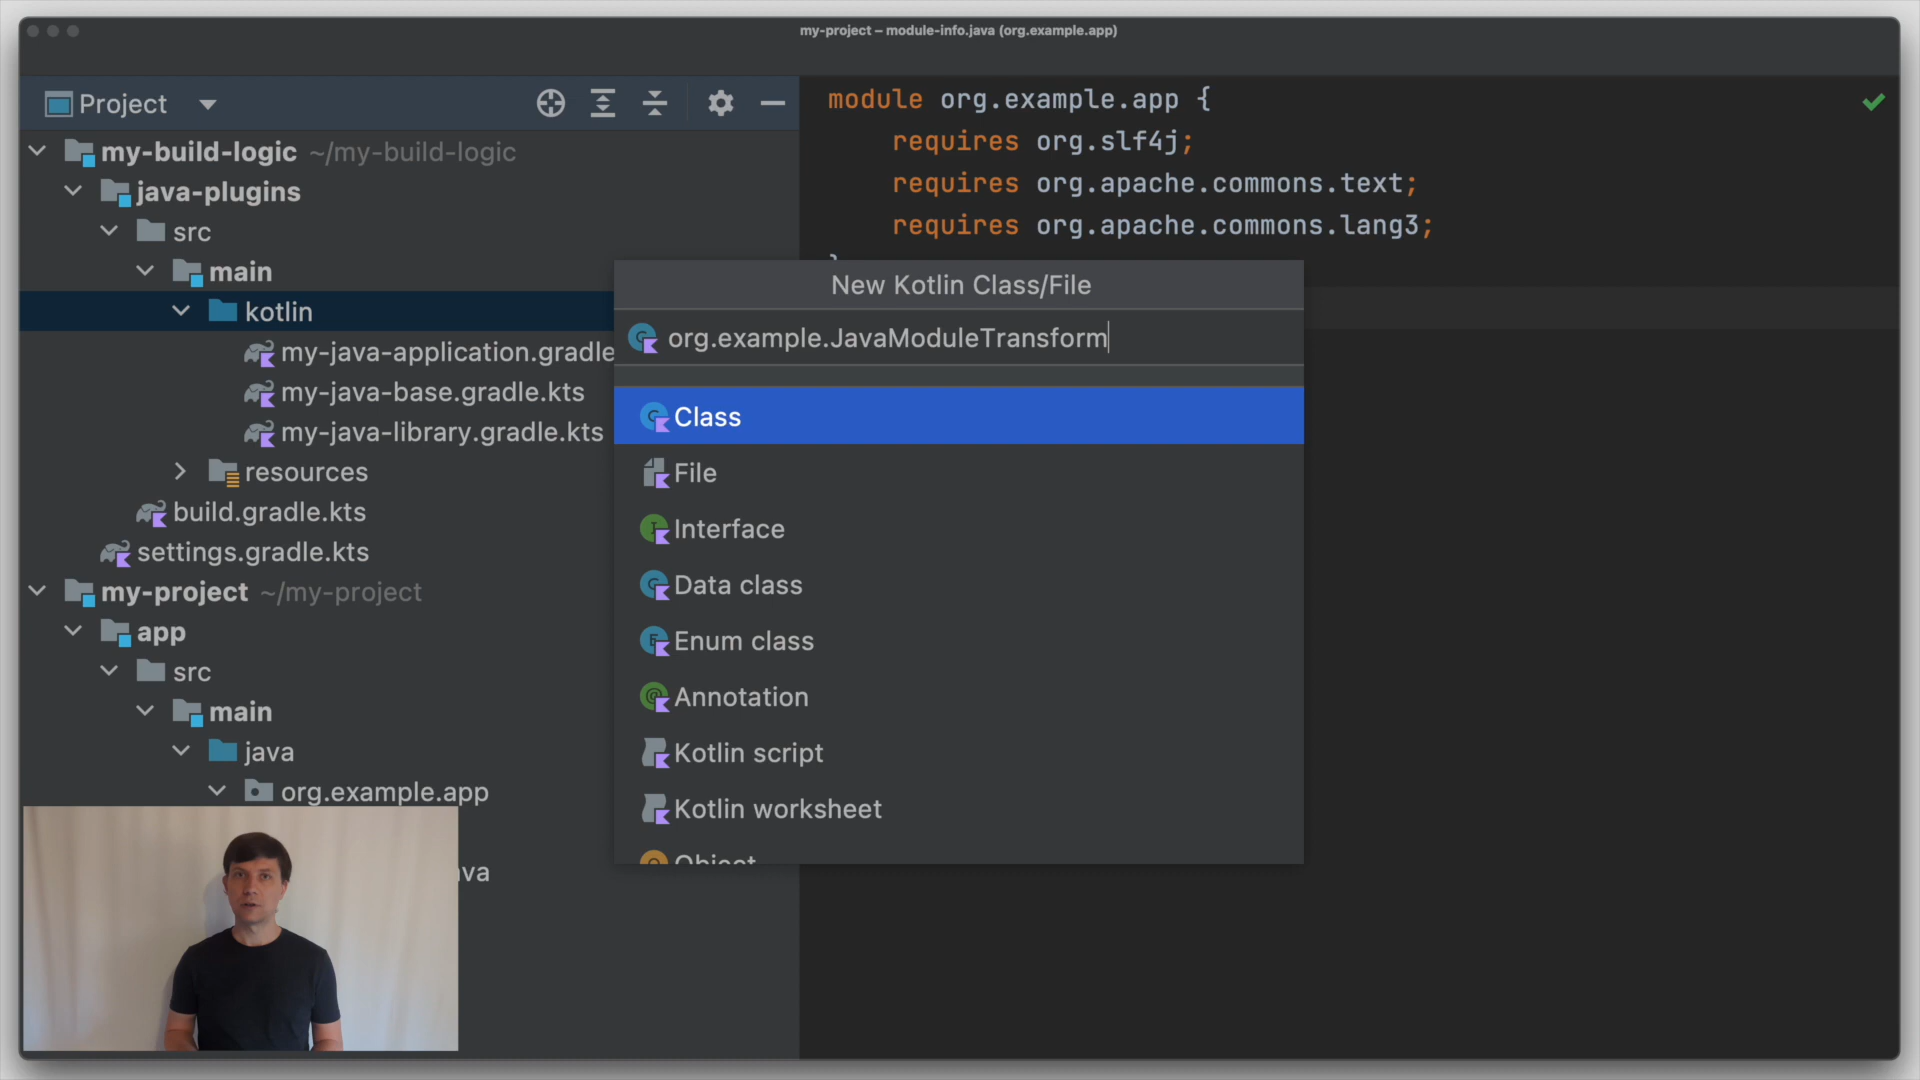 my-project – module-info.java (org.example.app)
Project
my-build-logic ~/my-build-logic
java-plugins
src
main
kotlin
my-java-application.gradle
my-java-base.gradle.kts
my-java-library.gradle.kts
resources
build.gradle.kts
settings.gradle.kts
my-project ~/my-project
app
src
main
java
org.example.app
va
module org.example.app {
requires org.slf4j;
requires org.apache.commons.text;
requires org.apache.commons.lang3;
}
New Kotlin Class/File
org.example.JavaModuleTransform
Class
File
Interface
Data class
Enum class
Annotation
Kotlin script
Kotlin worksheet
Object